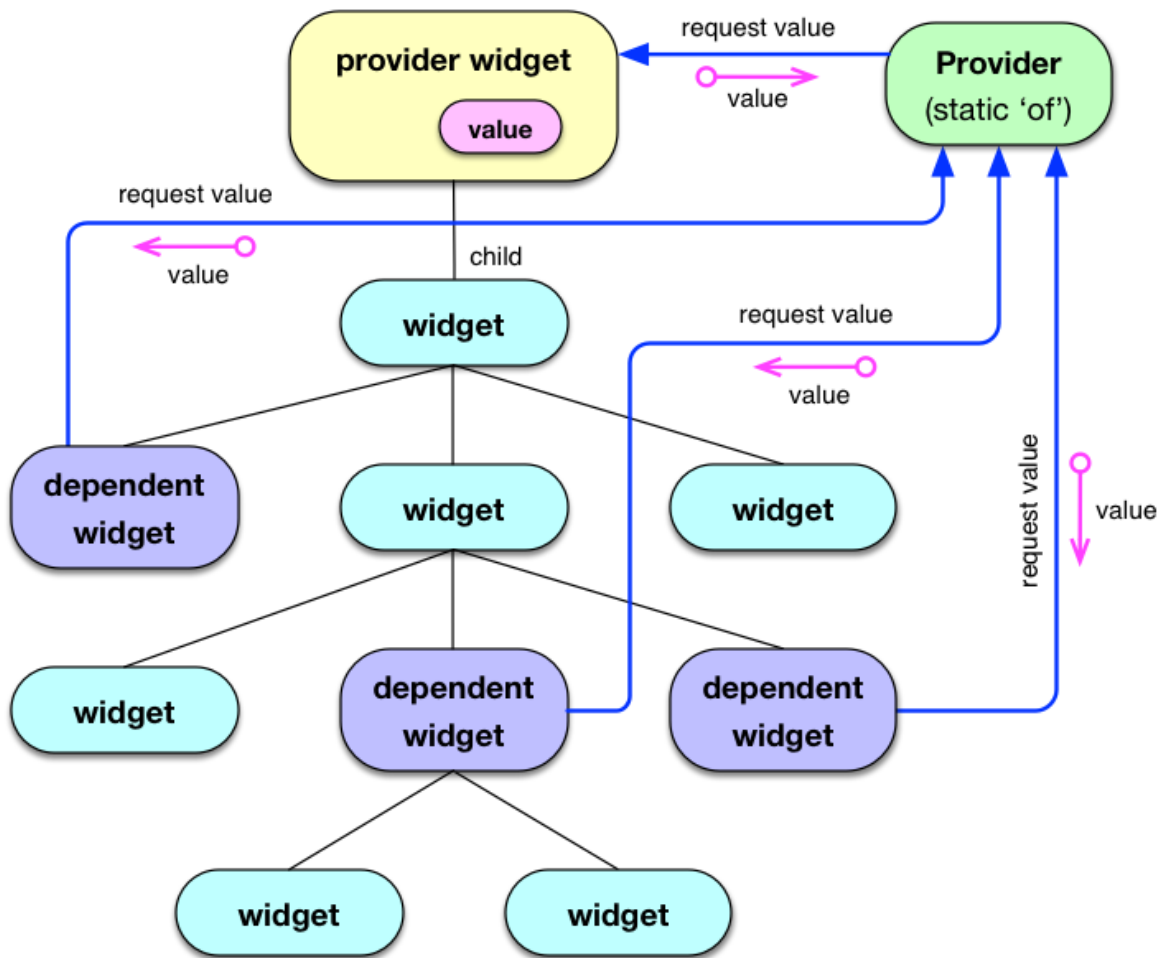 request value
provider widget
Provider
(static ‘of’)
value
value
request value
value
child
widget
request value
value
dependent
widget
widget
widget
request value
value
widget
dependent
widget
dependent
widget
widget
widget